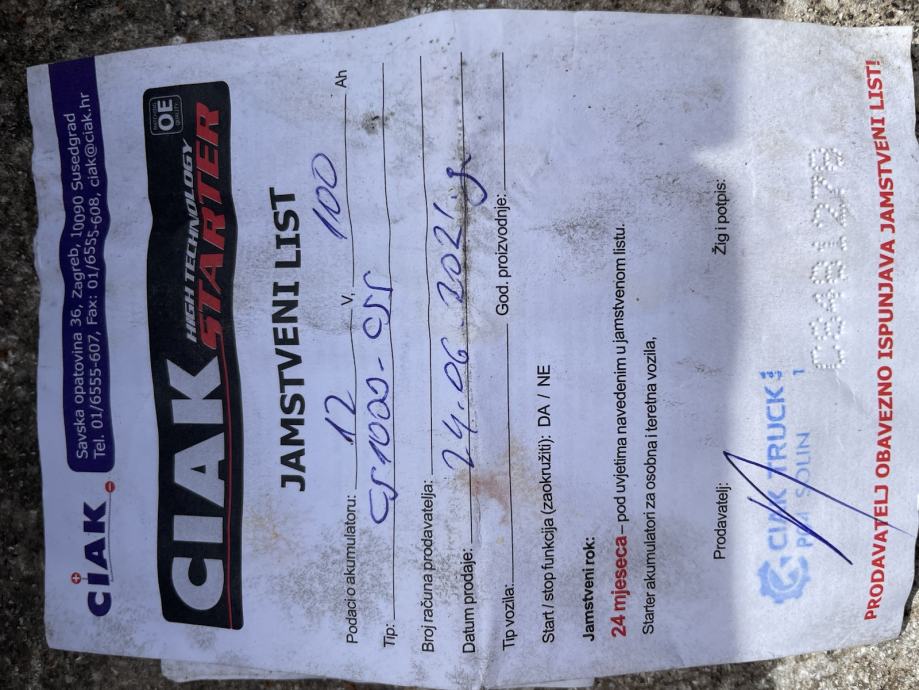 CIAK
Savska opatovina 36, Zagreb, 10090 Susedgrad
Tel. 01/6555-607, Fax: 01/6555-608, ciak@ciak.hr
CIAK
HIGH TECHNOLOGY
STARTER
OE
JAMSTVENI LIST
Podaci o akumulatoru: 12 V, 100 Ah
Tip:
Broj računa prodavatelja:
Datum prodaje: 24.06.2021.g
Tip vozila: God. proizvodnje:
Start / stop funkcija (zaokružiti): DA / NE
Jamstveni rok:
24 mjeseca – pod uvjetima navedenim u jamstvenom listu.
Starter akumulatori za osobna i teretna vozila,
Prodavatelj: Žig i potpis:
CIAK TRUCK
SOLIN 1
PRODAVATELJ OBAVEZNO ISPUNJAVA JAMSTVENI LIST!